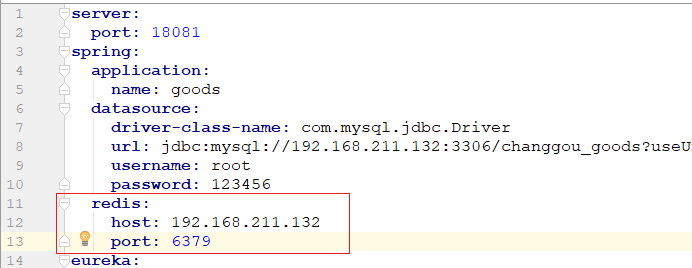 1 server:
2   port: 18081
3 spring:
4   application:
5     name: goods
6   datasource:
7     driver-class-name: com.mysql.jdbc.Driver
8     url: jdbc:mysql://192.168.211.132:3306/changgou_goods?useU
9     username: root
10     password: 123456
11   redis:
12     host: 192.168.211.132
13     port: 6379
14 eureka: